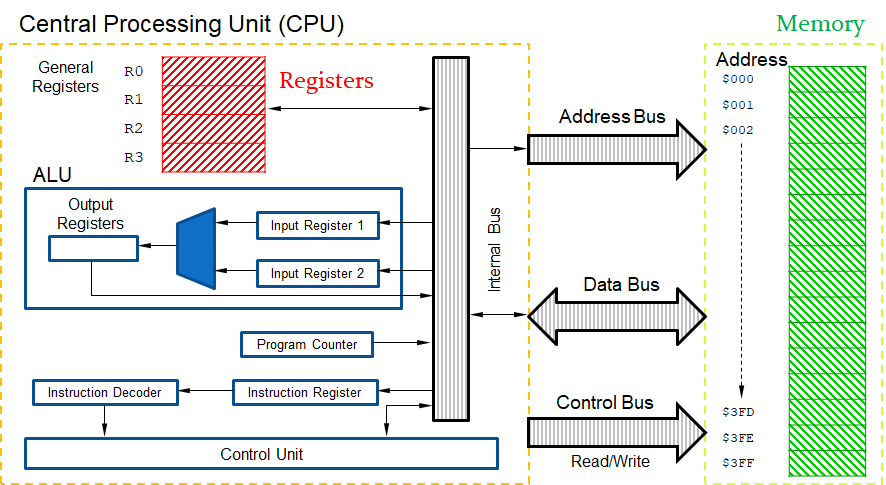 Central Processing Unit (CPU)
Memory
General
Registers
R0
R1
R2
R3
Registers
Address
$000
$001
$002
Address Bus
ALU
Output
Registers
Input Register 1
Input Register 2
Internal Bus
Data Bus
Program Counter
Instruction Decoder
Instruction Register
Control Bus
Read/Write
$3FD
$3FE
$3FF
Control Unit